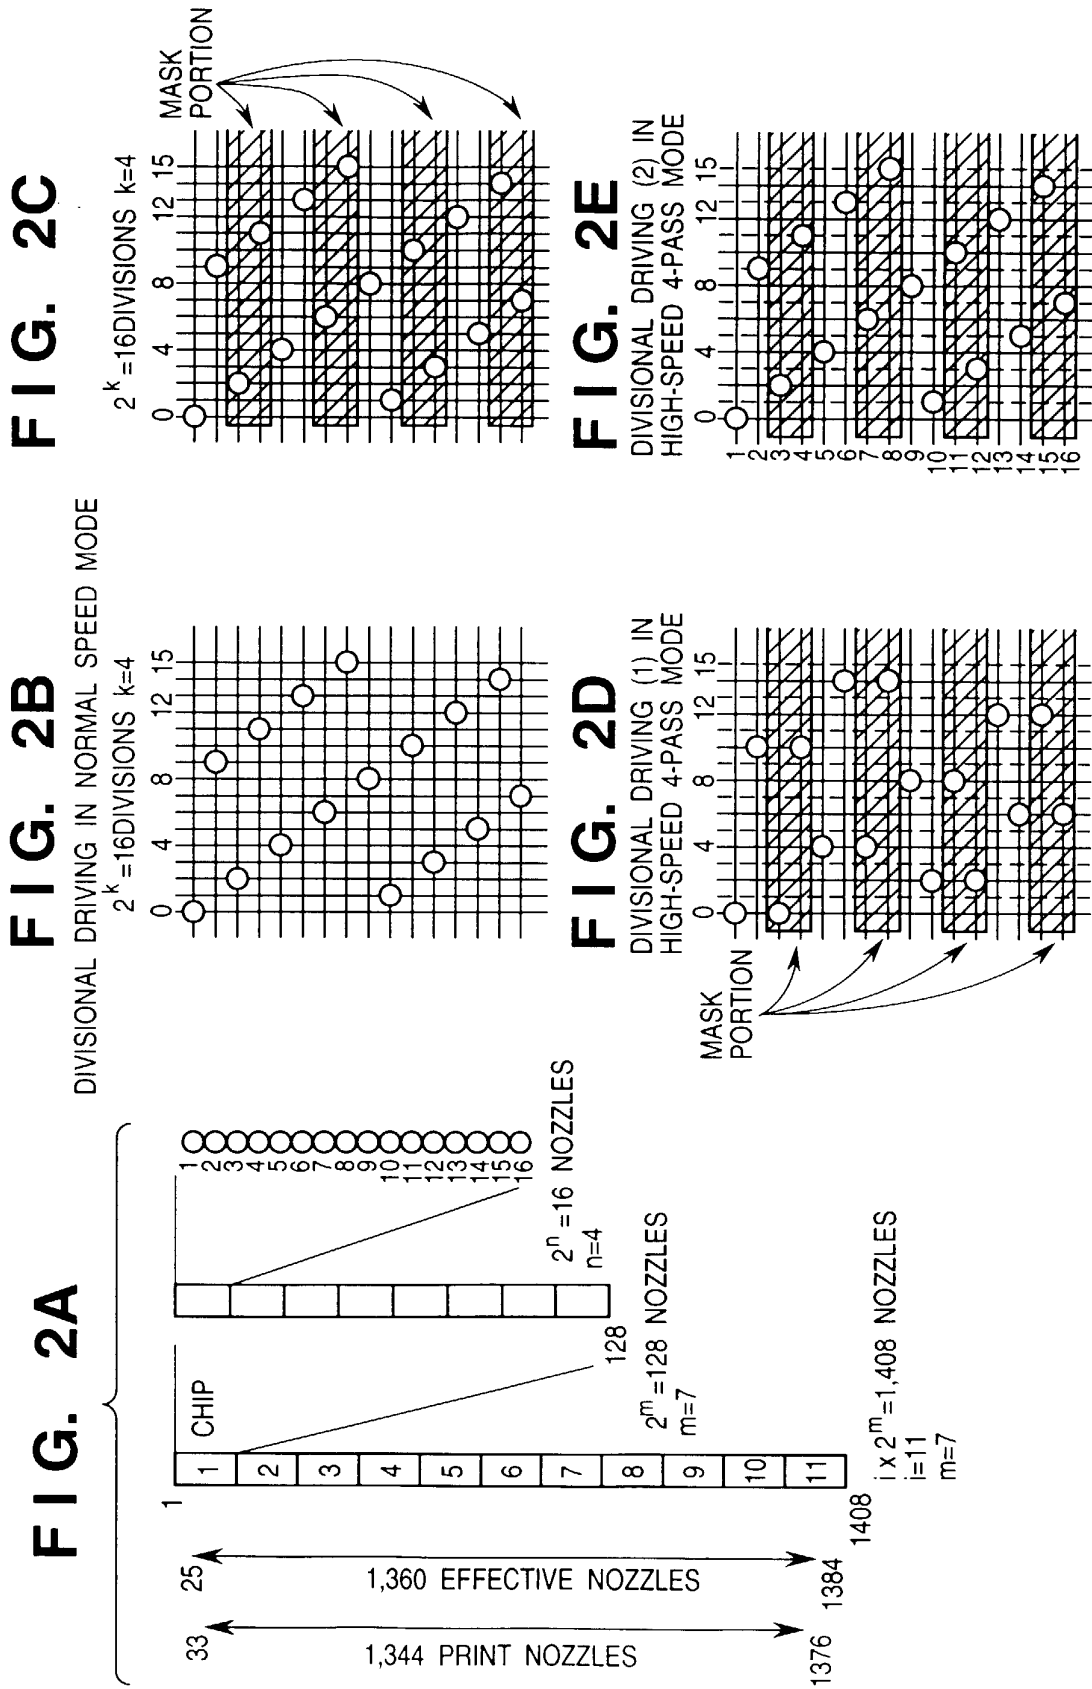 FIG. 2A
CHIP
1
1
2
3
4
5
6
7
8
9
10
11
1408
i x 2^m =1,408 NOZZLES
i=11
m=7
25
1,360 EFFECTIVE NOZZLES
1384
33
1,344 PRINT NOZZLES
1376
128
2^m =128 NOZZLES
m=7
1
2
3
4
5
6
7
8
9
10
11
12
13
14
15
16
2^n =16 NOZZLES
n=4
FIG. 2B
DIVISIONAL DRIVING IN NORMAL SPEED MODE
2^k =16DIVISIONS k=4
0 4 8 12 15
FIG. 2C
2^k =16DIVISIONS k=4
0 4 8 12 15
MASK
PORTION
FIG. 2D
DIVISIONAL DRIVING (1) IN
HIGH-SPEED 4-PASS MODE
0 4 8 12 15
MASK
PORTION
FIG. 2E
DIVISIONAL DRIVING (2) IN
HIGH-SPEED 4-PASS MODE
0 4 8 12 15
1
2
3
4
5
6
7
8
9
10
11
12
13
14
15
16